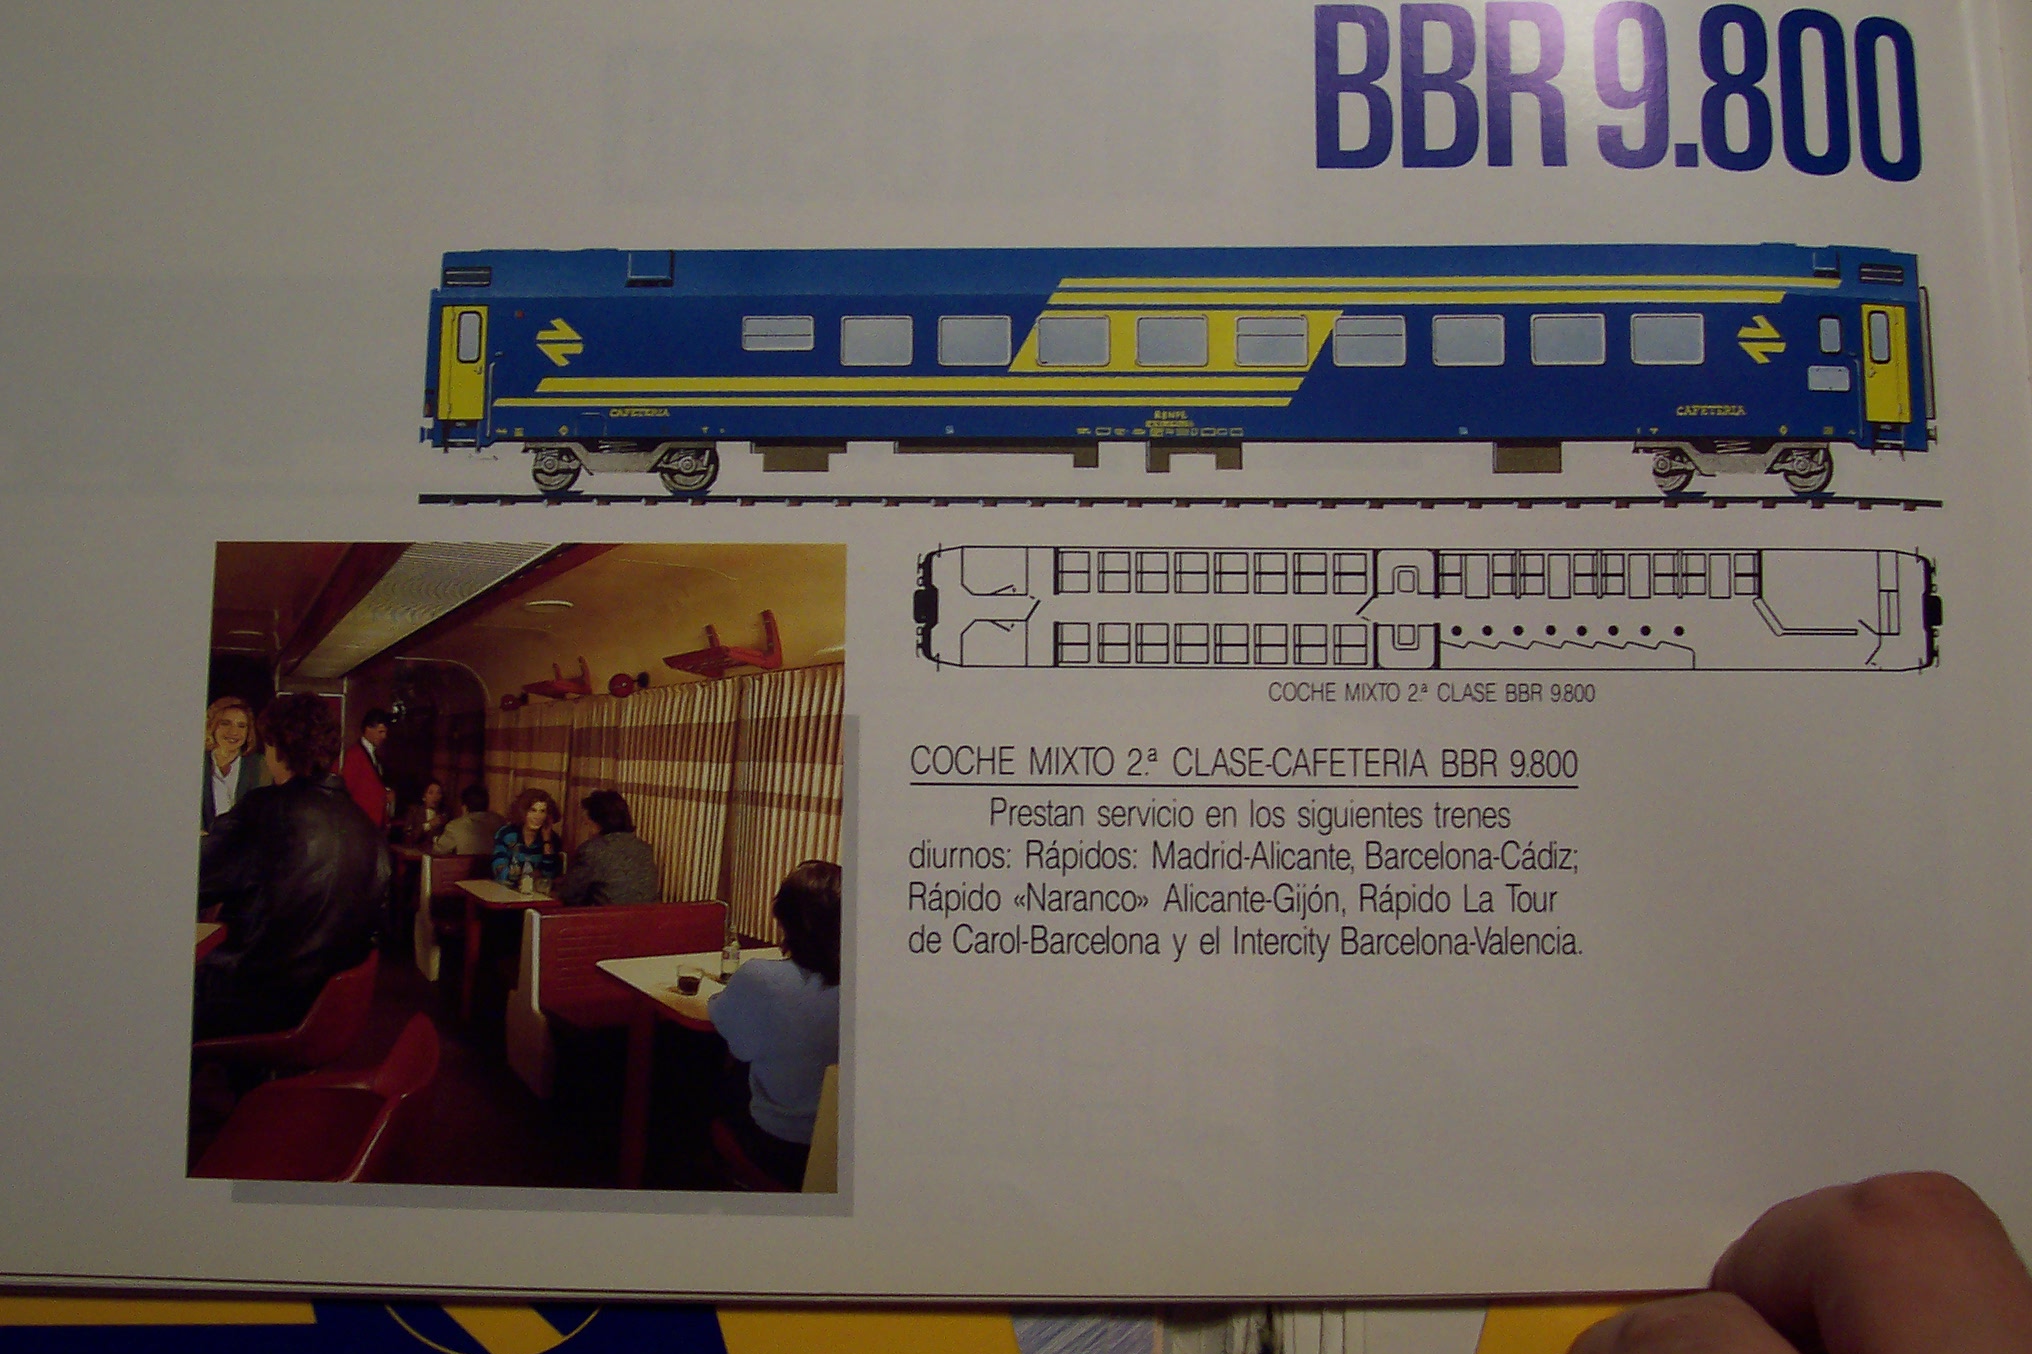 BBR 9.800
CAFETERIA
RENFE
CAFETERIA
COCHE MIXTO 2.ª CLASE BBR 9.800
COCHE MIXTO 2.ª CLASE-CAFETERIA BBR 9.800
Prestan servicio en los siguientes trenes
diurnos: Rápidos: Madrid-Alicante, Barcelona-Cádiz;
Rápido «Naranco» Alicante-Gijón, Rápido La Tour
de Carol-Barcelona y el Intercity Barcelona-Valencia.